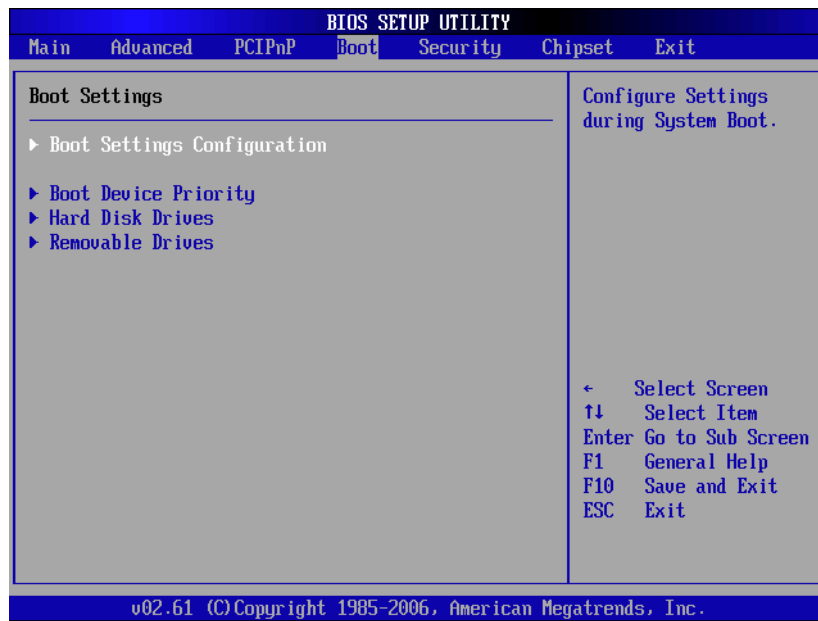 BIOS SETUP UTILITY
Main Advanced PCIPnP Boot Security Chipset Exit
Boot Settings
▶ Boot Settings Configuration
▶ Boot Device Priority
▶ Hard Disk Drives
▶ Removable Drives
Configure Settings
during System Boot.
← Select Screen
↑↓ Select Item
Enter Go to Sub Screen
F1 General Help
F10 Save and Exit
ESC Exit
v02.61 (C)Copyright 1985-2006, American Megatrends, Inc.